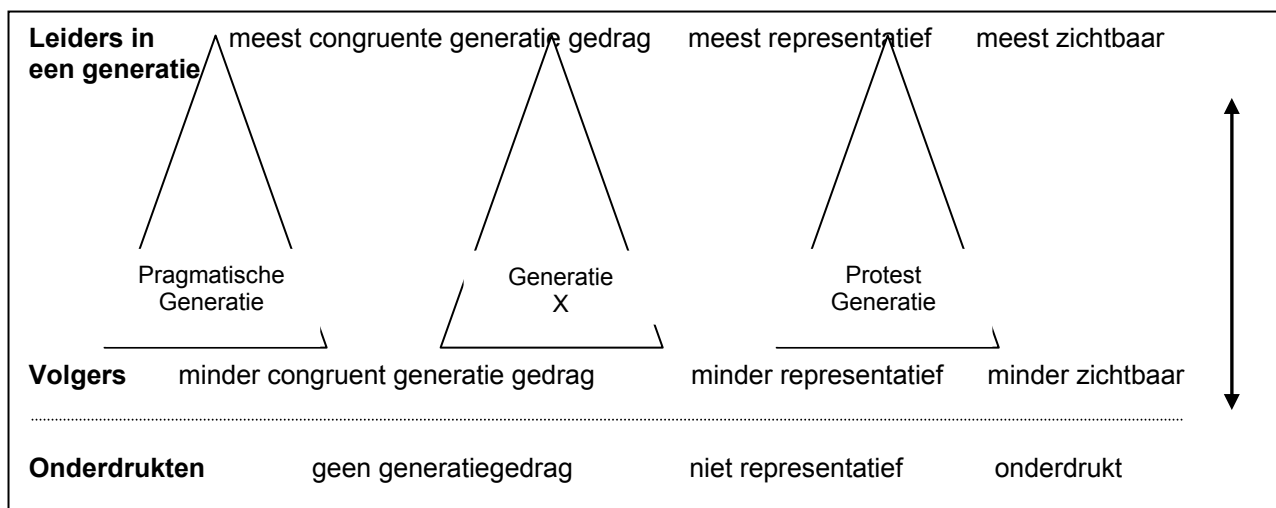 Leiders in meest congruente generatie gedrag meest representatief meest zichtbaar
een generatie
Pragmatische
Generatie
Generatie
X
Protest
Generatie
Volgers minder congruent generatie gedrag minder representatief minder zichtbaar
Onderdrukten geen generatiegedrag niet representatief onderdrukt